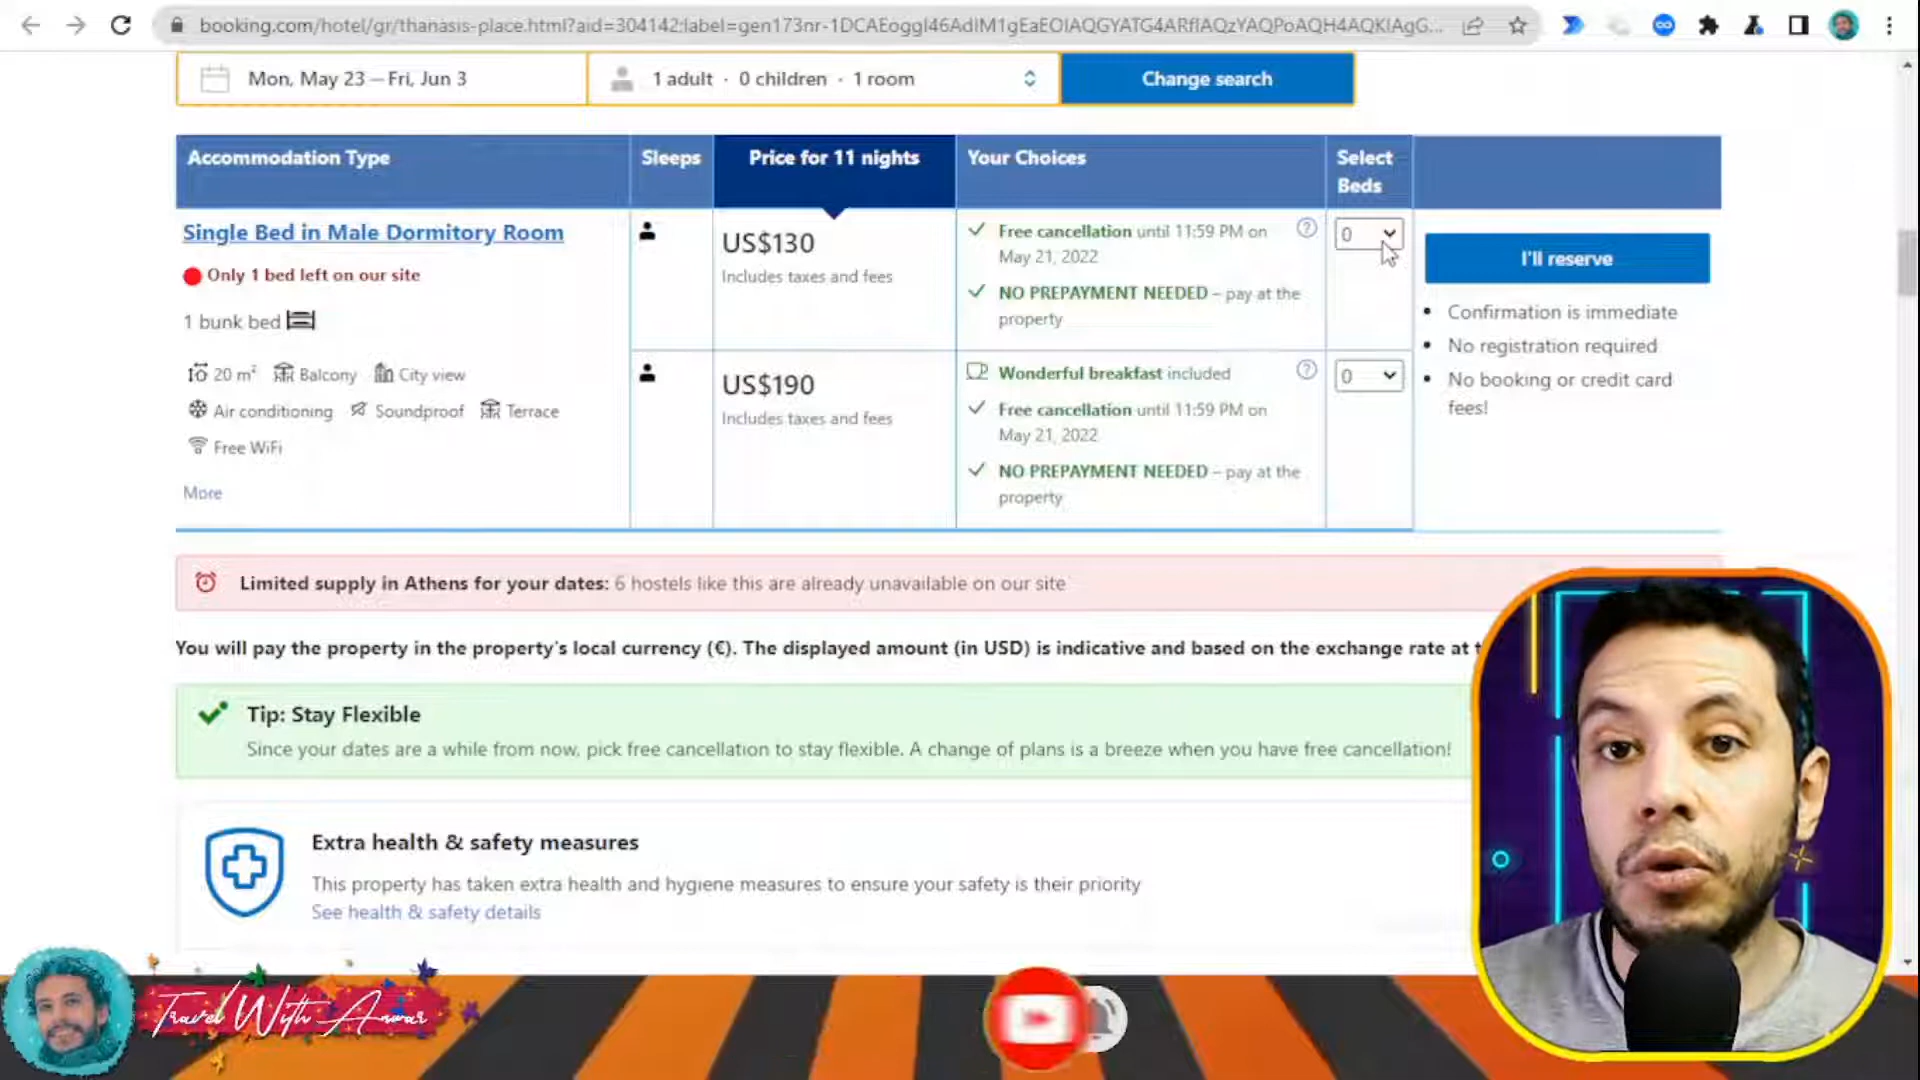 booking.com/hotel/gr/thanasis-place.html?aid=304142;label=gen173nr-1DCAEoggI46AdIM1gEaEOIAQGYATG4ARfIAQzYAQPoAQH4AQKIAgG...
Mon, May 23 – Fri, Jun 3
1 adult · 0 children · 1 room
Change search
Accommodation Type
Sleeps
Price for 11 nights
Your Choices
Select
Beds
Single Bed in Male Dormitory Room
Only 1 bed left on our site
1 bunk bed
20 m²
Balcony
City view
Air conditioning
Soundproof
Terrace
Free WiFi
More
US$130
Includes taxes and fees
Free cancellation until 11:59 PM on
May 21, 2022
NO PREPAYMENT NEEDED – pay at the
property
0
US$190
Includes taxes and fees
Wonderful breakfast included
Free cancellation until 11:59 PM on
May 21, 2022
NO PREPAYMENT NEEDED – pay at the
property
0
I'll reserve
Confirmation is immediate
No registration required
No booking or credit card
fees!
Limited supply in Athens for your dates: 6 hostels like this are already unavailable on our site
You will pay the property in the property's local currency (€). The displayed amount (in USD) is indicative and based on the exchange rate at t
Tip: Stay Flexible
Since your dates are a while from now, pick free cancellation to stay flexible. A change of plans is a breeze when you have free cancellation!
Extra health & safety measures
This property has taken extra health and hygiene measures to ensure your safety is their priority
See health & safety details
Travel With Anwar